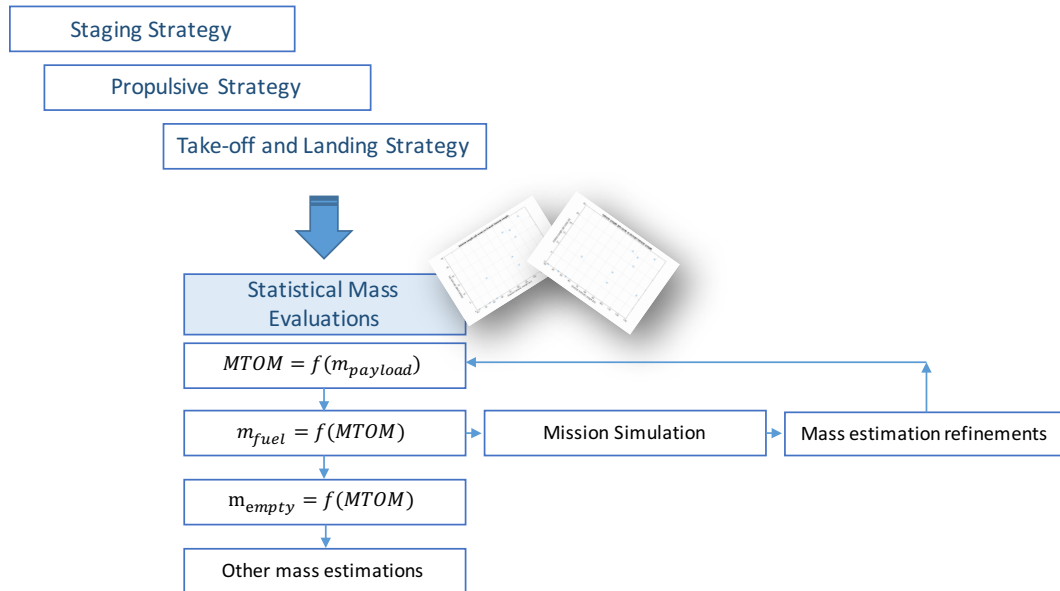 Staging Strategy
Propulsive Strategy
Take-off and Landing Strategy
Statistical Mass
Evaluations
MTOM = f(m_payload)
m_fuel = f(MTOM)
Mission Simulation
Mass estimation refinements
m_empty = f(MTOM)
Other mass estimations